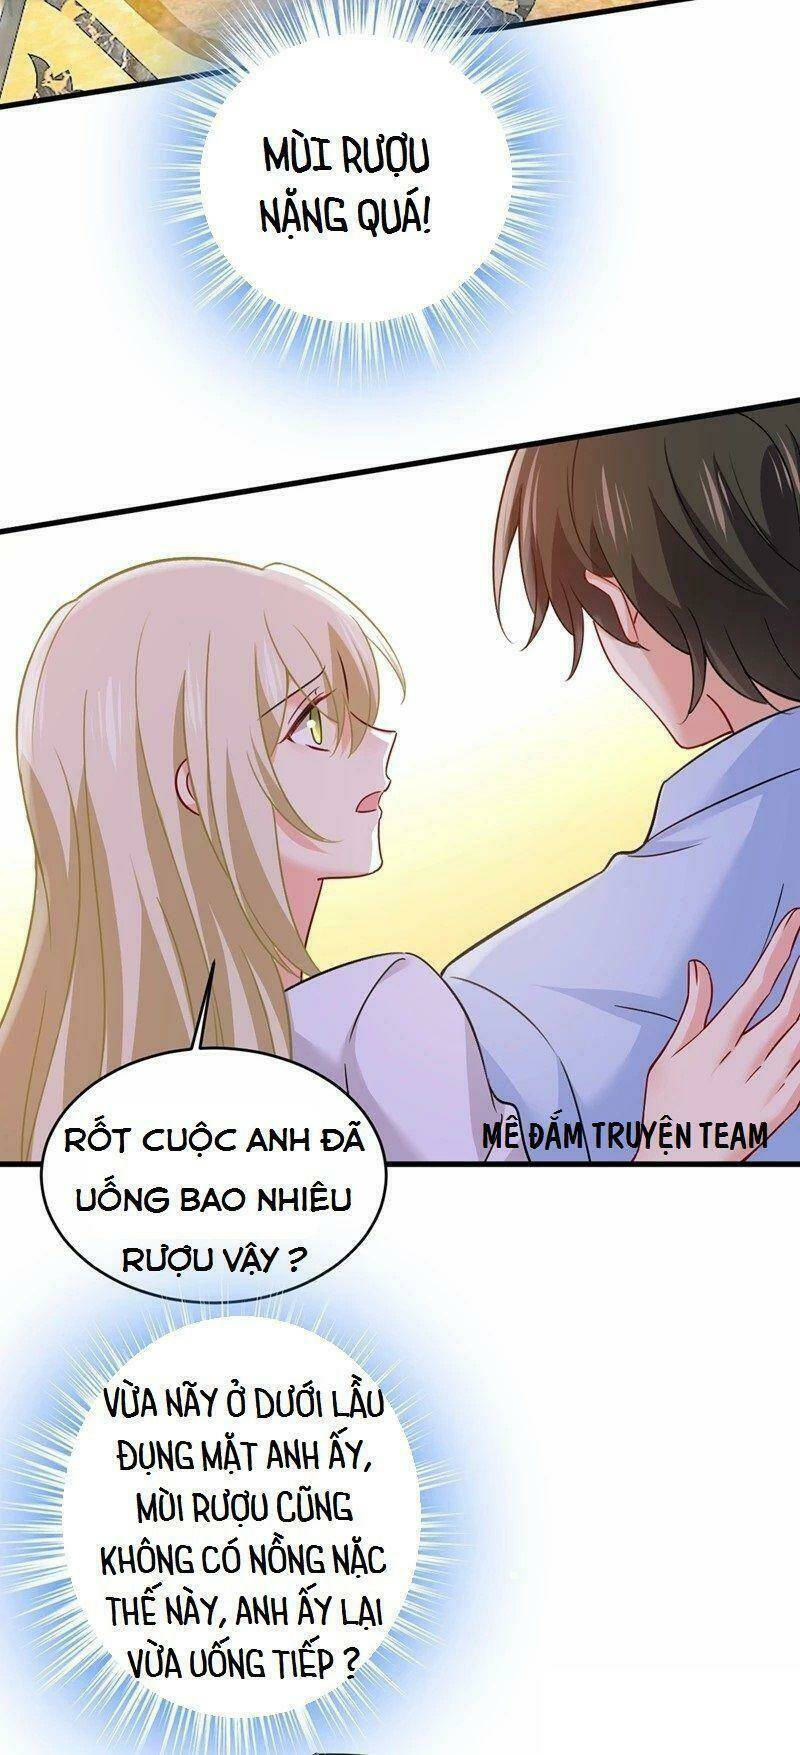 MÙI RƯỢU
NẶNG QUÁ!
RỐT CUỘC ANH ĐÃ
UỐNG BAO NHIÊU
RƯỢU VẬY ?
MÊ ĐẮM TRUYỆN TEAM
VỪA NÃY Ở DƯỚI LẦU
ĐỤNG MẶT ANH ẤY,
MÙI RƯỢU CŨNG
KHÔNG CÓ NỒNG NẶC
THẾ NÀY, ANH ẤY LẠI
VỪA UỐNG TIẾP ?